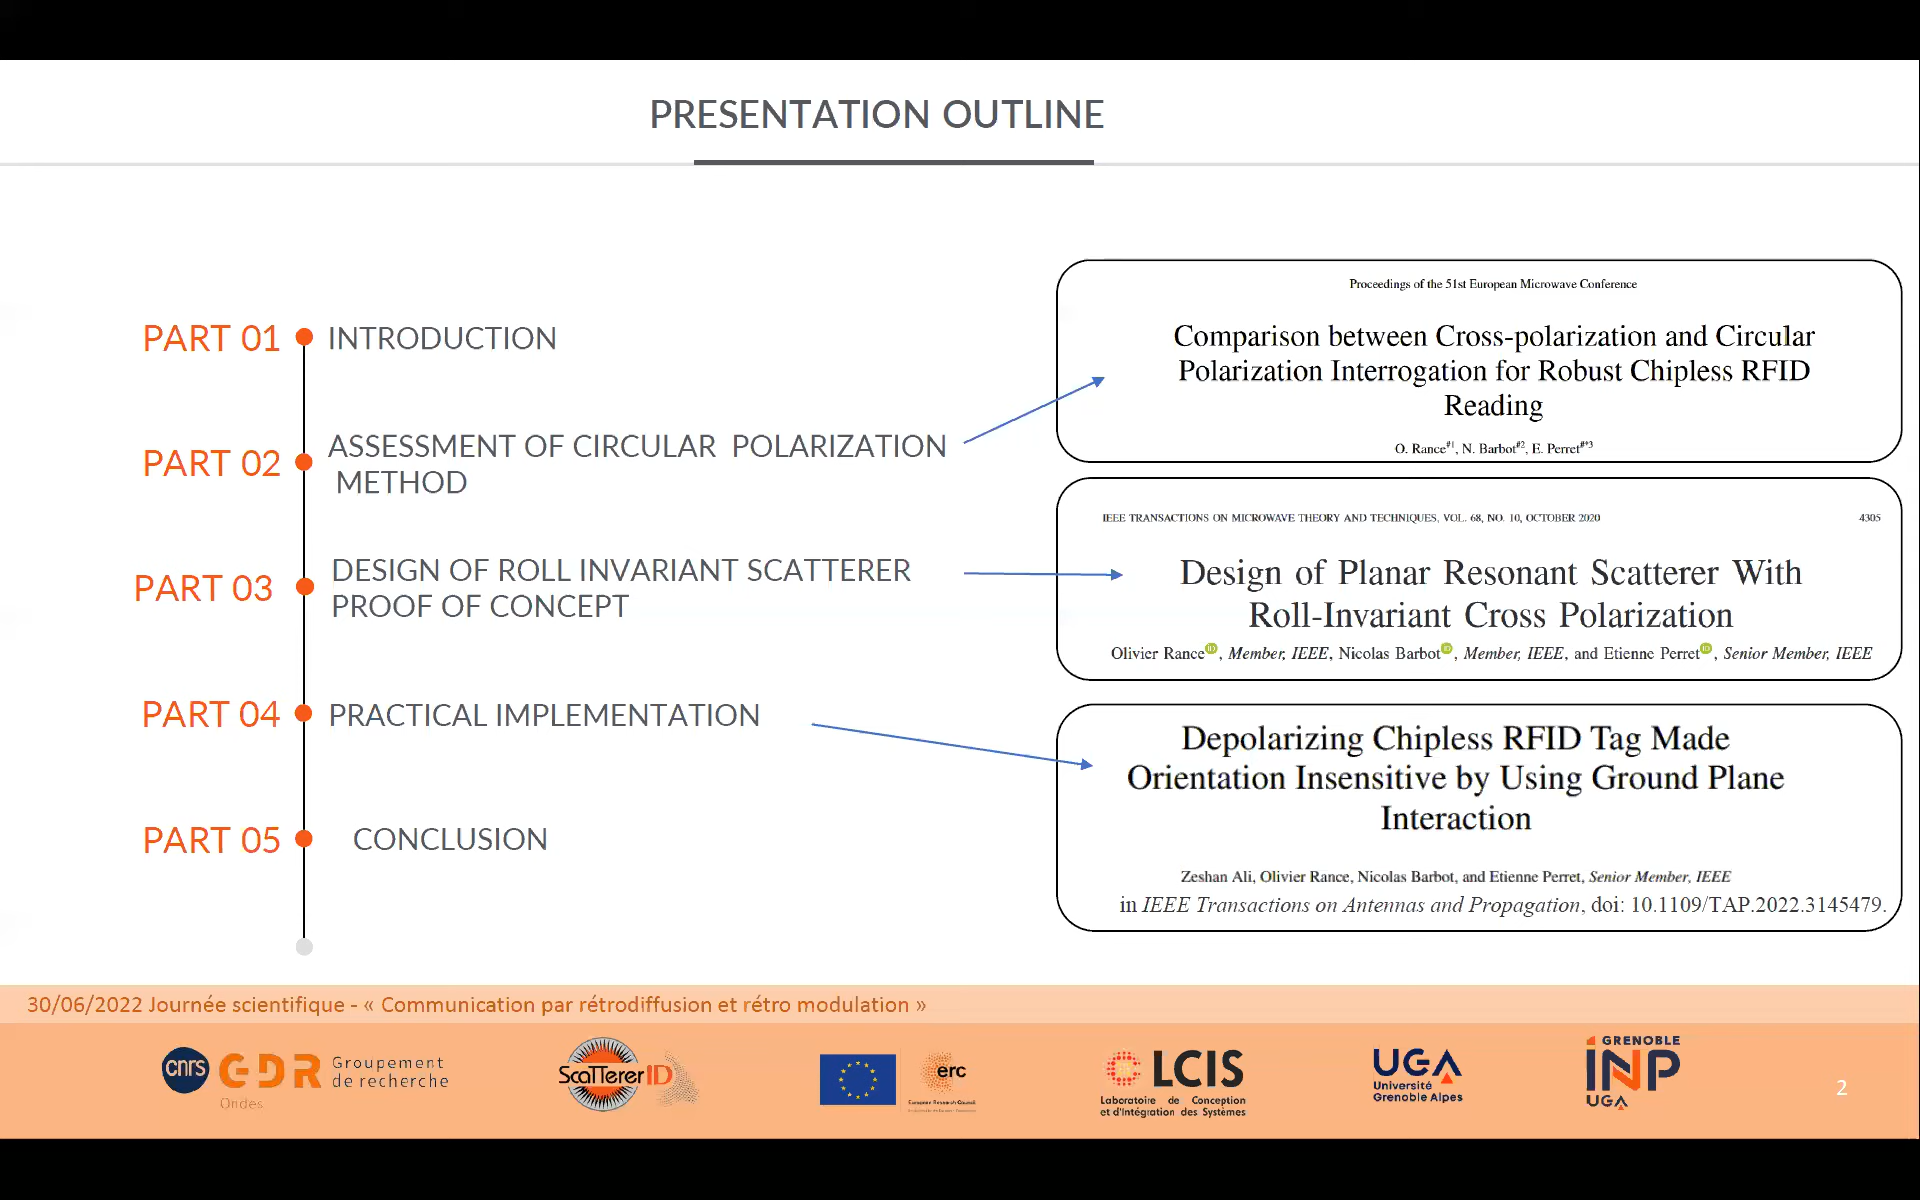 PRESENTATION OUTLINE
PART 01
INTRODUCTION
PART 02
ASSESSMENT OF CIRCULAR POLARIZATION
METHOD
PART 03
DESIGN OF ROLL INVARIANT SCATTERER
PROOF OF CONCEPT
PART 04
PRACTICAL IMPLEMENTATION
PART 05
CONCLUSION
Proceedings of the 51st European Microwave Conference
Comparison between Cross-polarization and Circular
Polarization Interrogation for Robust Chipless RFID
Reading
O. Rance#1, N. Barbot#2, E. Perret#*3
IEEE TRANSACTIONS ON MICROWAVE THEORY AND TECHNIQUES, VOL. 68, NO. 10, OCTOBER 2020 4305
Design of Planar Resonant Scatterer With
Roll-Invariant Cross Polarization
Olivier Rance, Member, IEEE, Nicolas Barbot, Member, IEEE, and Etienne Perret, Senior Member, IEEE
Depolarizing Chipless RFID Tag Made
Orientation Insensitive by Using Ground Plane
Interaction
Zeshan Ali, Olivier Rance, Nicolas Barbot, and Etienne Perret, Senior Member, IEEE
in IEEE Transactions on Antennas and Propagation, doi: 10.1109/TAP.2022.3145479.
30/06/2022 Journée scientifique - « Communication par rétrodiffusion et rétro modulation »
cnrs
GDR
Groupement
de recherche
Ondes
ScaTTererID
erc
European Research Council
LCIS
Laboratoire de Conception
et d'Intégration des Systèmes
UGA
Université
Grenoble Alpes
GRENOBLE
INP
UGA
2